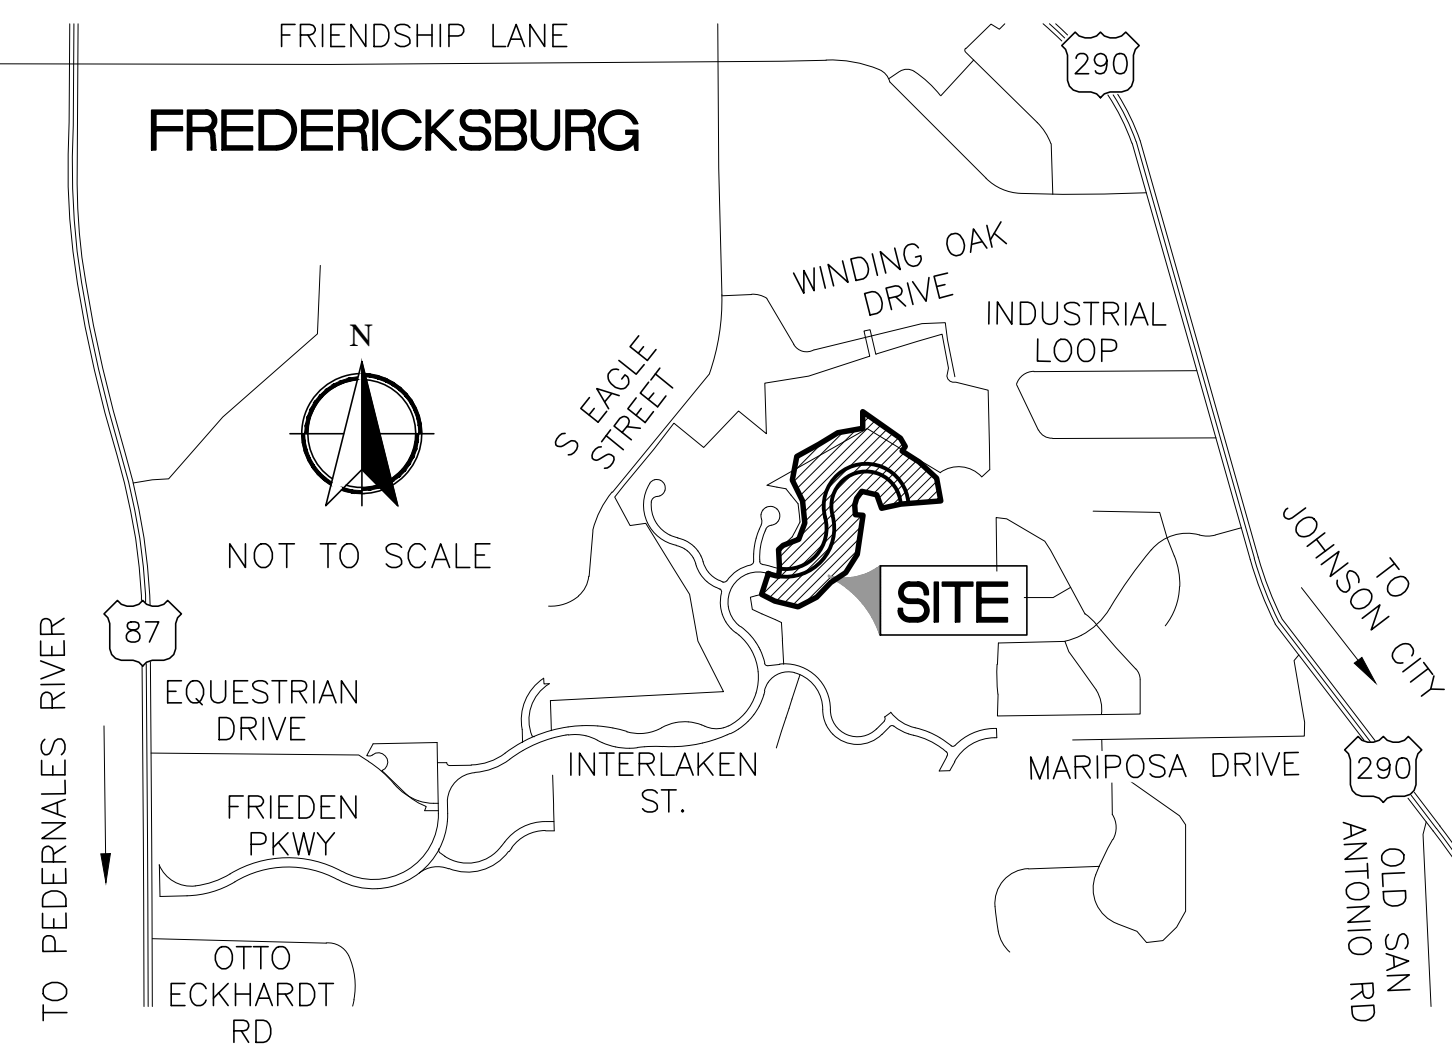 FRIENDSHIP LANE
290
FREDERICKSBURG
WINDING OAK
DRIVE
INDUSTRIAL
LOOP
N
S EAGLE
STREET
NOT TO SCALE
SITE
TO
JOHNSON CITY
87
TO PEDERNALES RIVER
EQUESTRIAN
DRIVE
INTERLAKEN
ST.
MARIPOSA DRIVE
290
FRIEDEN
PKWY
OLD SAN
ANTONIO RD
OTTO
ECKHARDT
RD